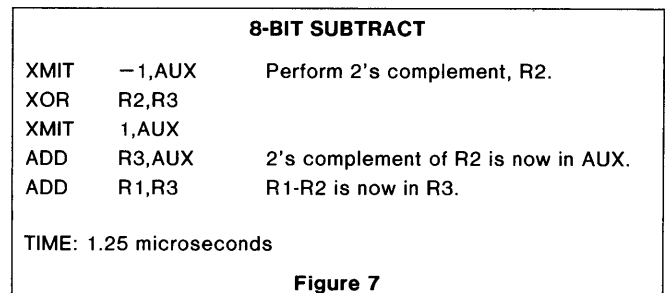 8-BIT SUBTRACT
XMIT −1,AUX Perform 2's complement, R2.
XOR R2,R3
XMIT 1,AUX
ADD R3,AUX 2's complement of R2 is now in AUX.
ADD R1,R3 R1-R2 is now in R3.
TIME: 1.25 microseconds
Figure 7